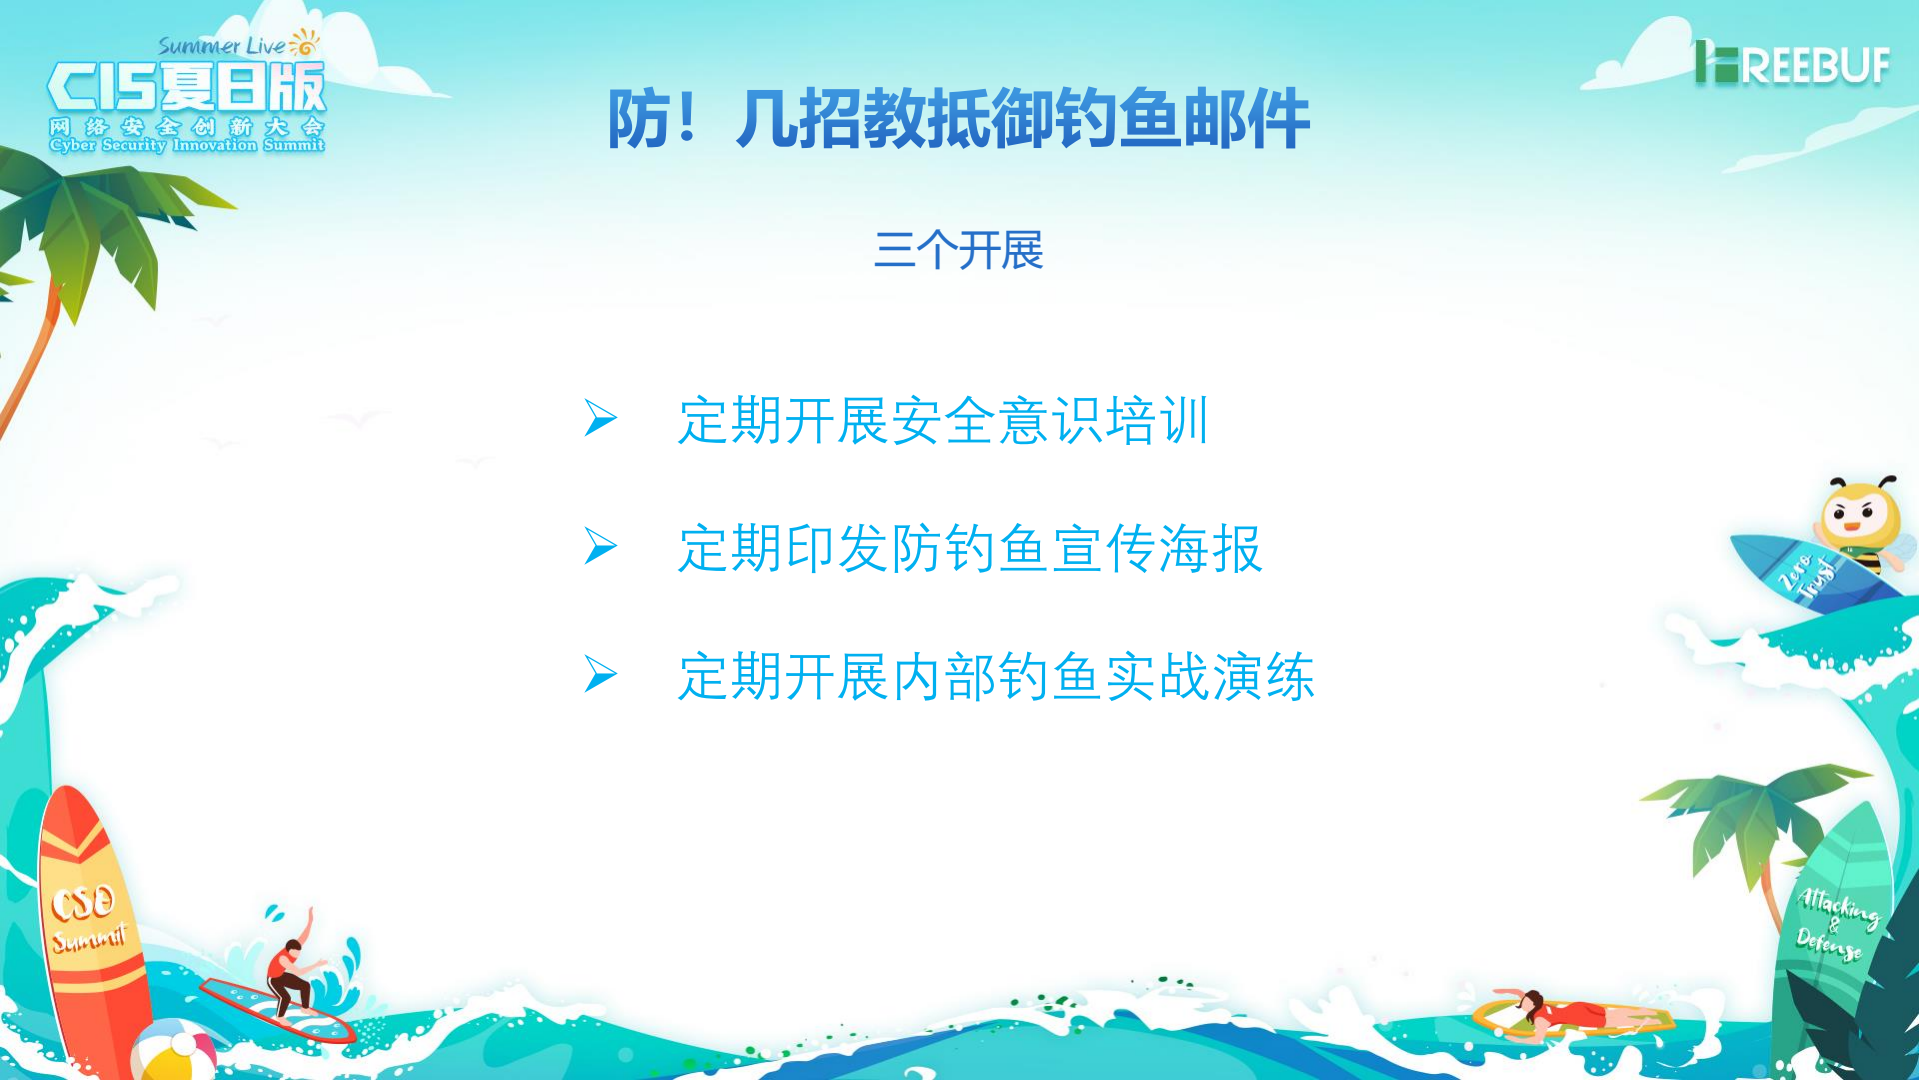 Summer Live
CIS夏日版
网络安全创新大会
Cyber Security Innovation Summit
FREEBUF
防！几招教抵御钓鱼邮件
三个开展
➢ 定期开展安全意识培训
➢ 定期印发防钓鱼宣传海报
➢ 定期开展内部钓鱼实战演练
Zero
Trust
CSO
Summit
Attacking
&
Defense